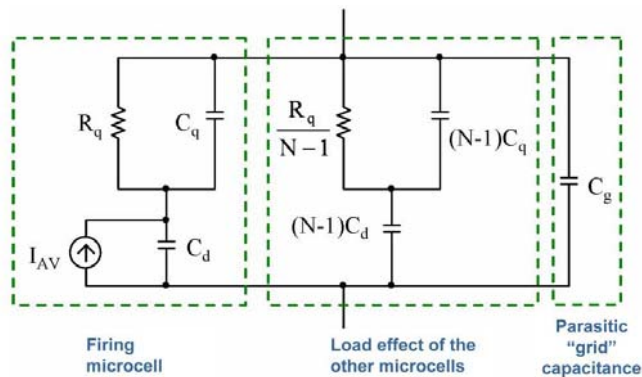 R_q
C_q
R_q
N−1
(N-1)C_q
C_g
(N-1)C_d
I_AV
C_d
Firing
microcell
Load effect of the
other microcells
Parasitic
“grid”
capacitance